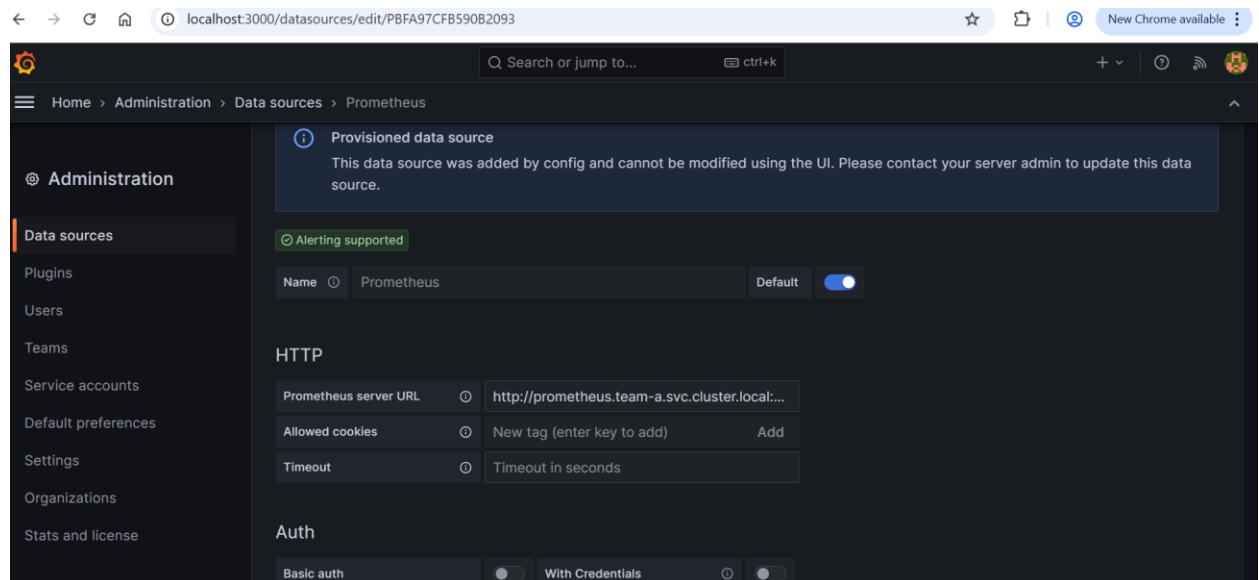 localhost:3000/datasources/edit/PBFA97CFB590B2093
New Chrome available
Search or jump to... ctrl+k
Home › Administration › Data sources › Prometheus
Provisioned data source
This data source was added by config and cannot be modified using the UI. Please contact your server admin to update this data
source.
Administration
Data sources
Plugins
Users
Teams
Service accounts
Default preferences
Settings
Organizations
Stats and license
Alerting supported
Name Prometheus Default
HTTP
Prometheus server URL http://prometheus.team-a.svc.cluster.local:...
Allowed cookies New tag (enter key to add) Add
Timeout Timeout in seconds
Auth
Basic auth With Credentials